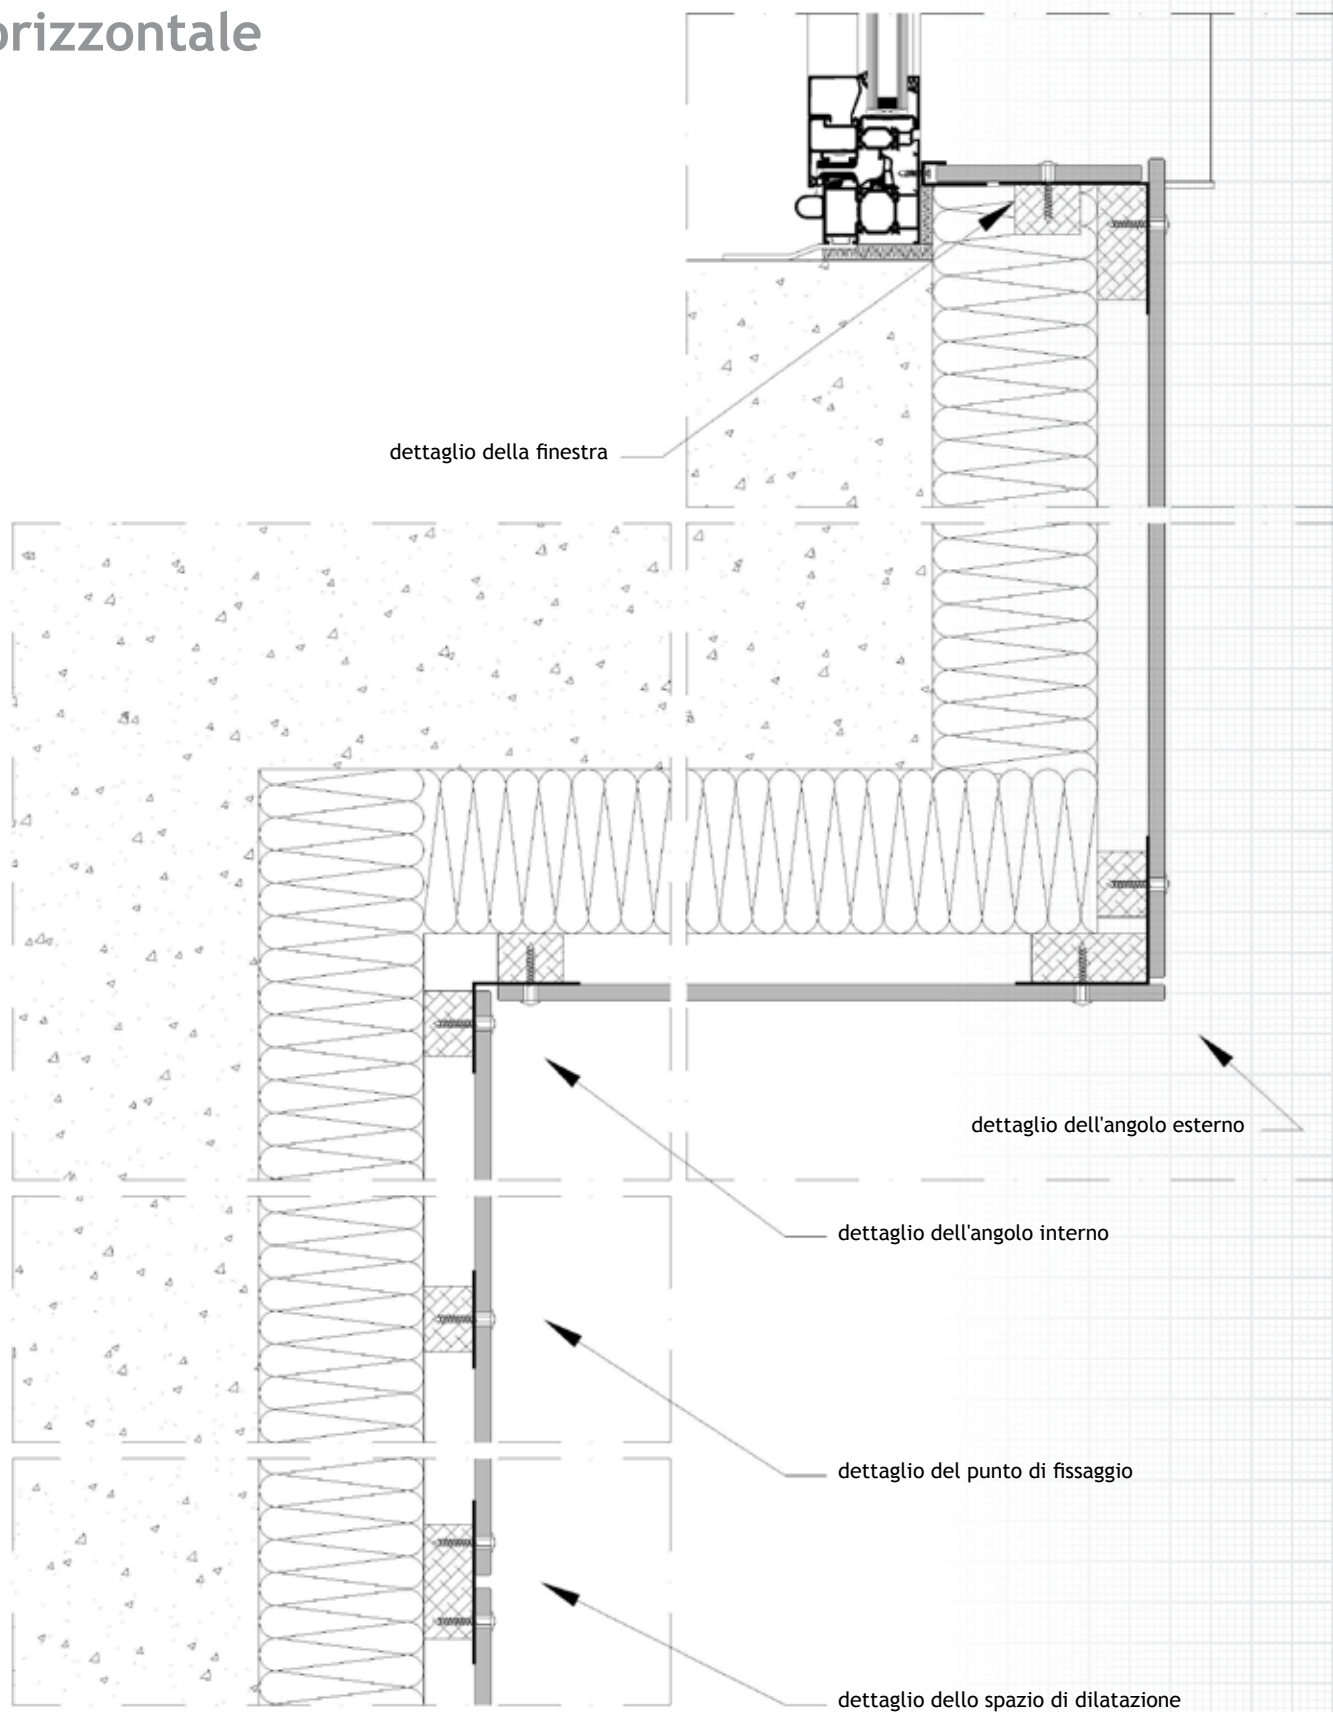 orizzontale
dettaglio della finestra
dettaglio dell'angolo esterno
dettaglio dell'angolo interno
dettaglio del punto di fissaggio
dettaglio dello spazio di dilatazione